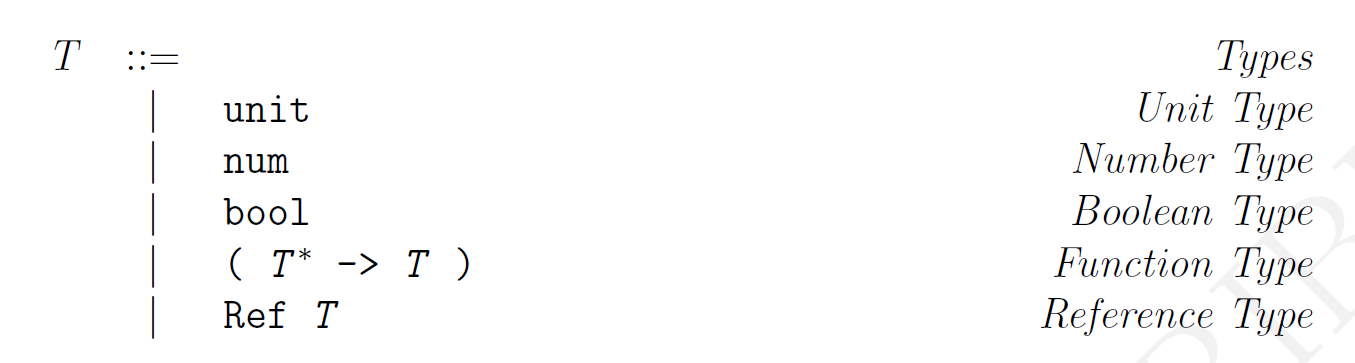 T ::= Types
| unit Unit Type
| num Number Type
| bool Boolean Type
| ( T* -> T ) Function Type
| Ref T Reference Type